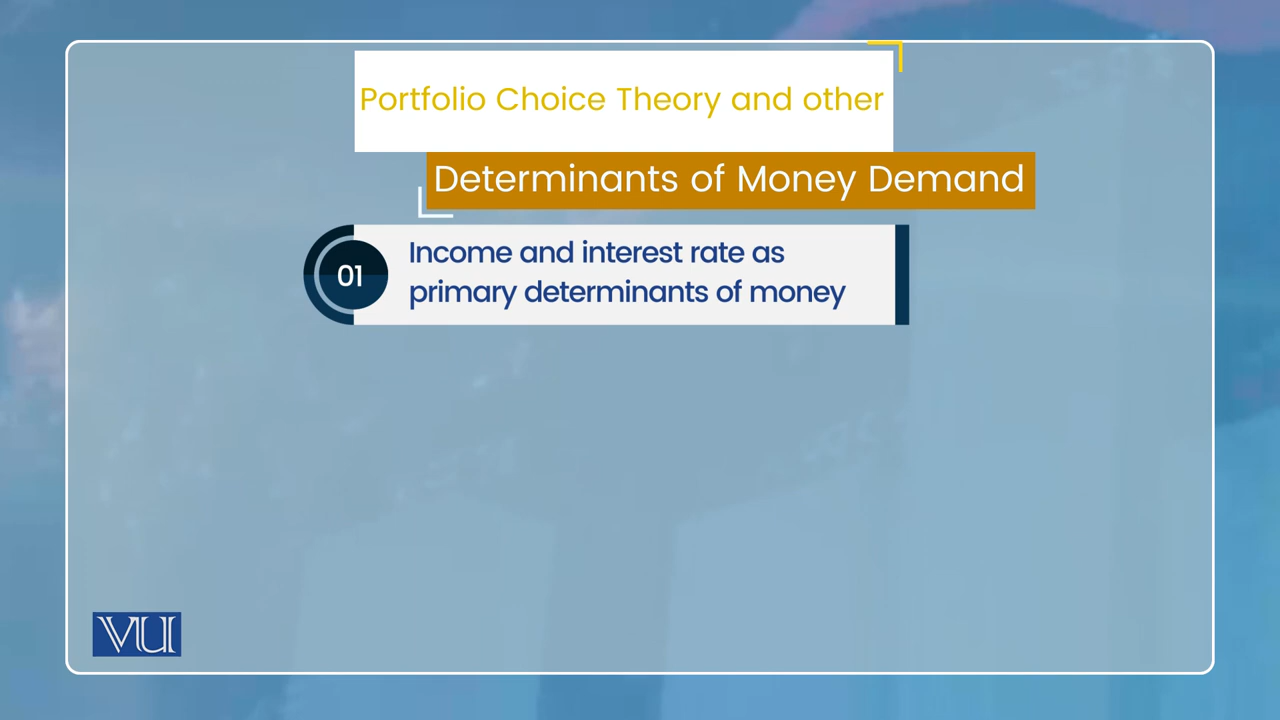 Portfolio Choice Theory and other
Determinants of Money Demand
01
Income and interest rate as
primary determinants of money
VU